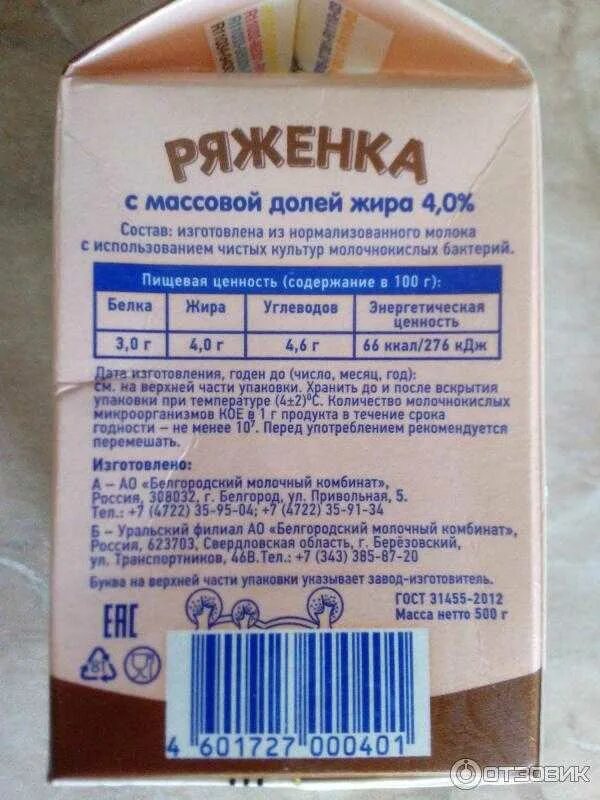 РЯЖЕНКА
с массовой долей жира 4,0%
Состав: изготовлена из нормализованного молока
с использованием чистых культур молочнокислых бактерий.
Пищевая ценность (содержание в 100 г):
Белка Жира Углеводов Энергетическая ценность
3,0 г 4,0 г 4,6 г 66 ккал/276 кДж
Дата изготовления, годен до (число, месяц, год):
см. на верхней части упаковки. Хранить до и после вскрытия
упаковки при температуре (4±2)⁰С. Количество молочнокислых
микроорганизмов КОЕ в 1 г продукта в течение срока
годности – не менее 10⁷. Перед употреблением рекомендуется
перемешать.
Изготовлено:
А – АО «Белгородский молочный комбинат»,
Россия, 308032, г. Белгород, ул. Привольная, 5.
Тел.: +7 (4722) 35-95-04; +7 (4722) 35-91-34
Б – Уральский филиал АО «Белгородский молочный комбинат»,
Россия, 623703, Свердловская область, г. Берёзовский,
ул. Транспортников, 46В.Тел.: +7 (343) 385-87-20
Буква на верхней части упаковки указывает завод-изготовитель.
ЕАС
ГОСТ 31455-2012
Масса нетто 500 г
81
4 601727 000401
ОТЗОВИК